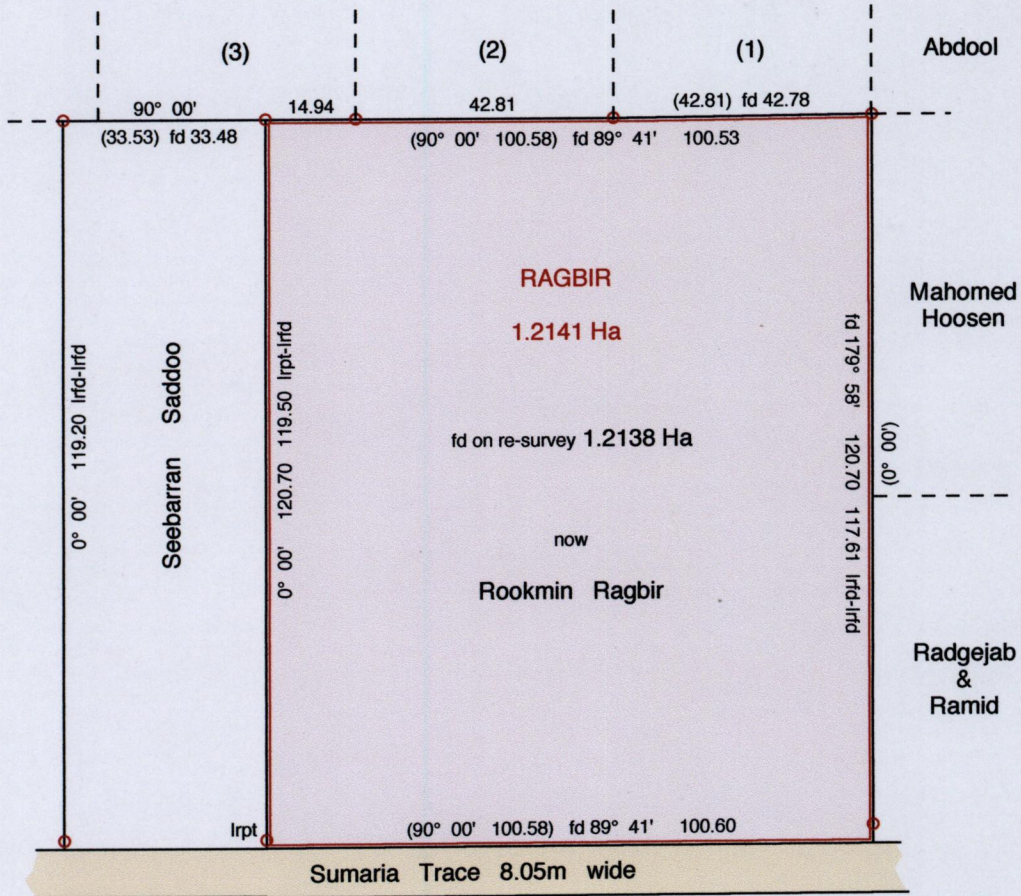 (3)
(2)
(1)
Abdool
90° 00'
14.94
42.81
(42.81) fd 42.78
(33.53) fd 33.48
(90° 00' 100.58) fd 89° 41' 100.53
RAGBIR
1.2141 Ha
Mahomed
Hoosen
fd on re-survey 1.2138 Ha
now
Rookmin Ragbir
0° 00' 119.20 Irfd-Irfd
Seebarran Saddoo
0° 00' 120.70 119.50 Irpt-Irfd
fd 179° 58' 120.70 117.61 Irfd-Irfd
(0° 00')
Radgejab
&
Ramid
Irpt
(90° 00' 100.58) fd 89° 41' 100.60
Sumaria Trace 8.05m wide